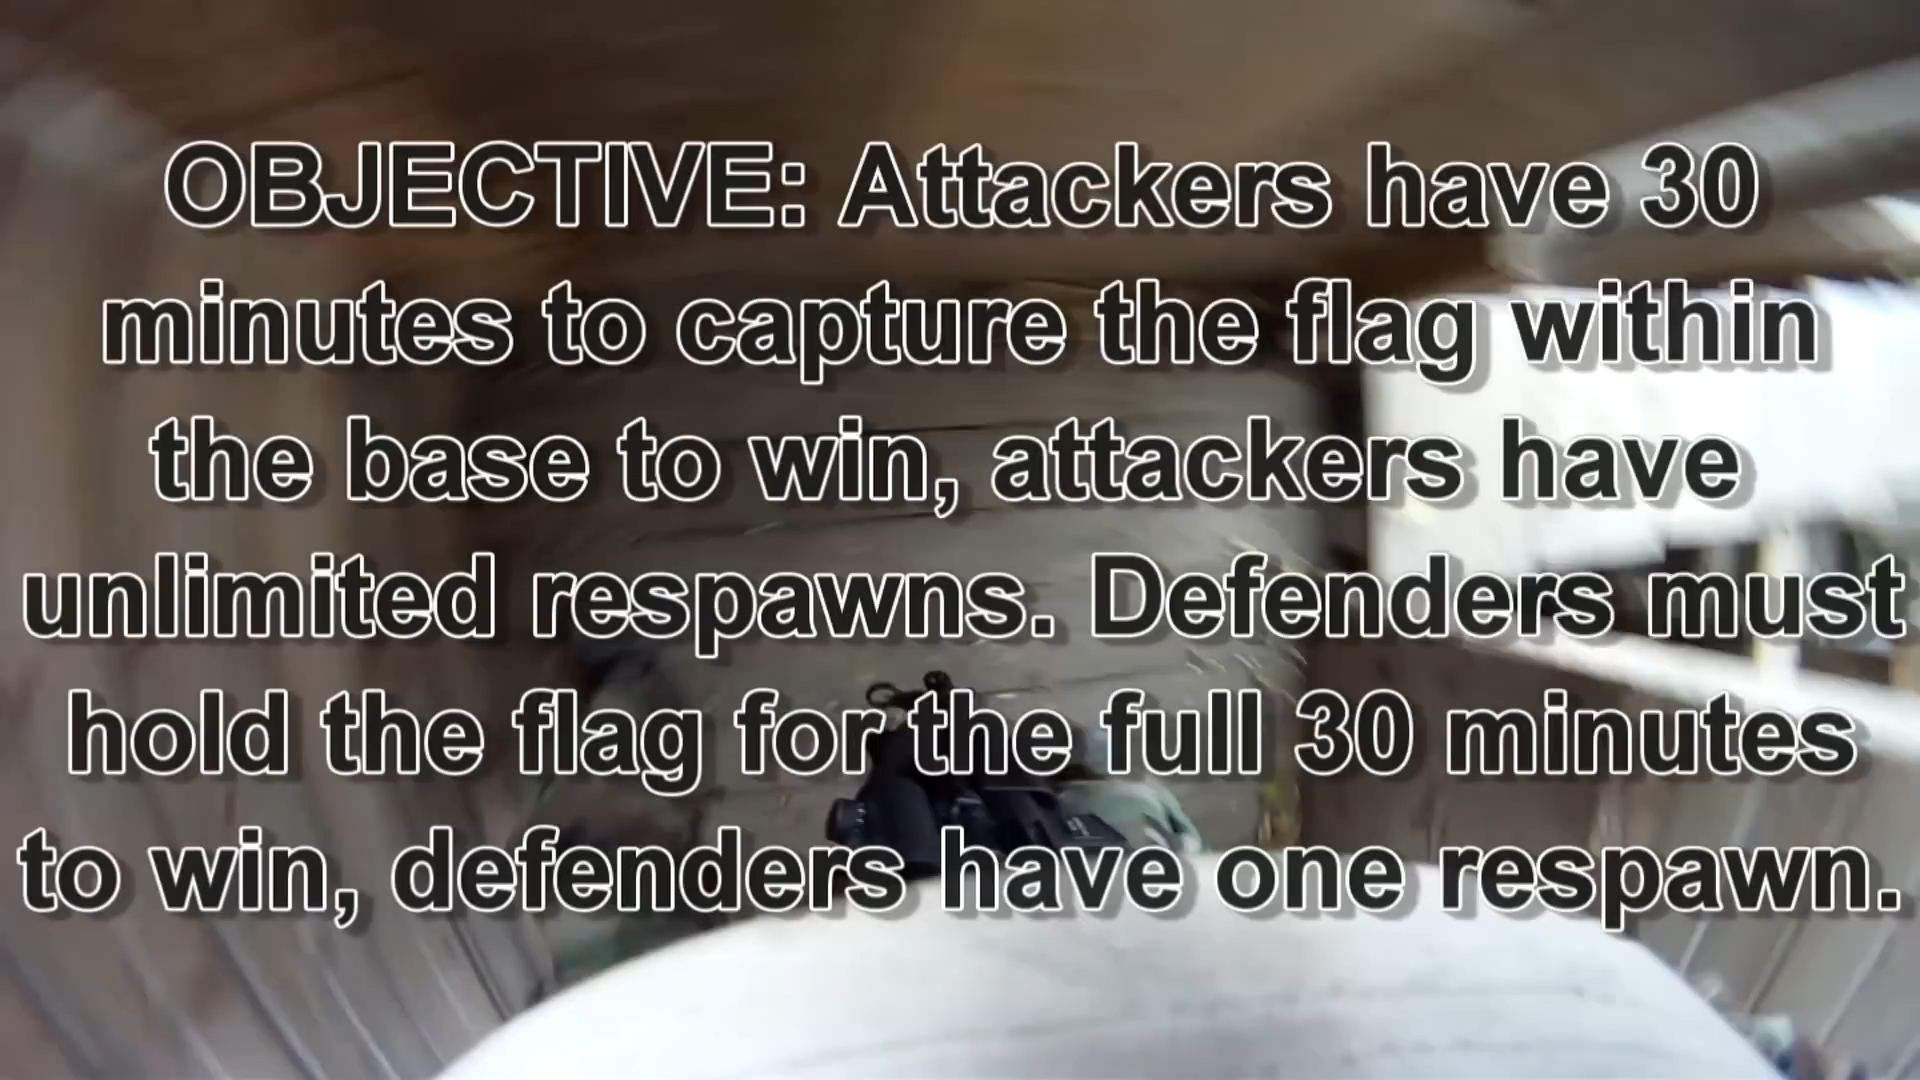 OBJECTIVE: Attackers have 30
minutes to capture the flag within
the base to win, attackers have
unlimited respawns. Defenders must
hold the flag for the full 30 minutes
to win, defenders have one respawn.